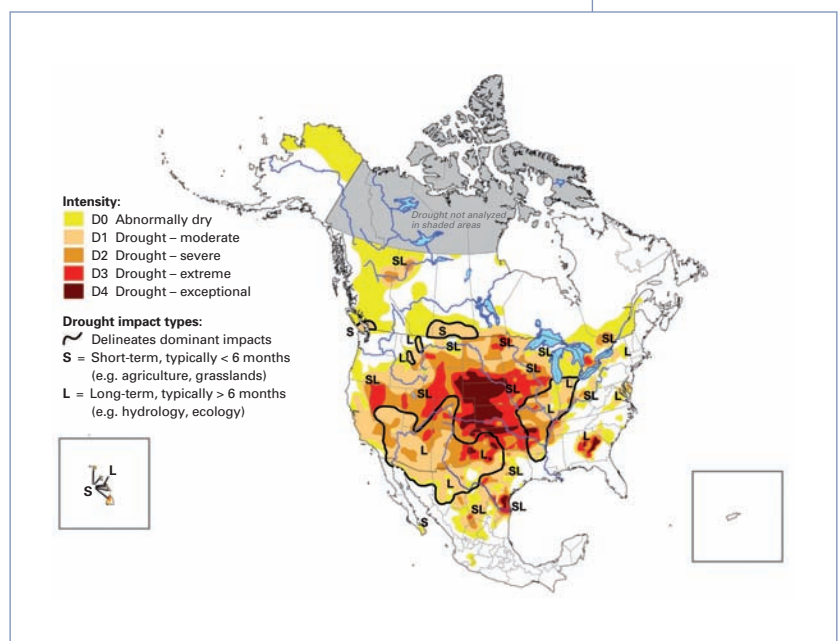 Drought not analyzed
in shaded areas
Intensity:
D0 Abnormally dry
D1 Drought – moderate
D2 Drought – severe
D3 Drought – extreme
D4 Drought – exceptional
Drought impact types:
Delineates dominant impacts
S = Short-term, typically < 6 months
(e.g. agriculture, grasslands)
L = Long-term, typically > 6 months
(e.g. hydrology, ecology)
SL
S
S
L
SL
L
SL
SL
SL
L
SL
SL
SL
L
SL
L
L
L
L
L
L
SL
SL
SL
S
L
S